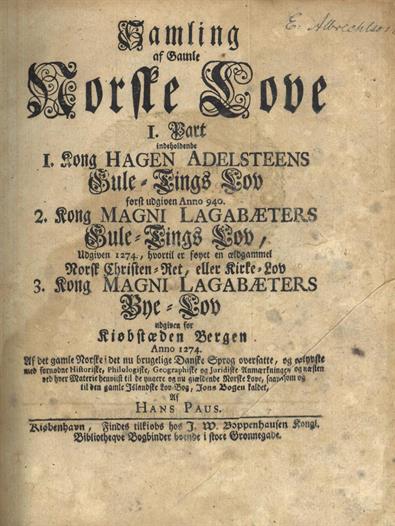 E. Albrechtsen
Samling
af Gamle
Norske Love
I. Part
indeholdende
1. Kong HAGEN ADELSTEENS
Gule-Tings Lov
først udgiven Anno 940.
2. Kong MAGNI LAGABÆTERS
Gule-Tings Lov,
Udgiven 1274., hvortil er føyet en ældgammel
Norsk Christen-Ret, eller Kirke-Lov
3. Kong MAGNI LAGABÆTERS
Bye-Lov
udgiven for
Kiøbstæden Bergen
Anno 1274.
Af det gamle Norske i det nu brugelige Danske Sprog oversatte, og oplyste
med fornødne Historiske, Philologiske, Geographiske og Juridiske Anmærkninger og næsten
ved hver Materie henviist til de yngere og nu gieldende Norske Love, saavelsom og
til den gamle Islandske Lov-Bog, Jons Bogen kaldet,
Af
HANS PAUS.
Kiøbenhavn, Findes tilkiøbs hos J. W. Boppenhausen Kongl.
Bibliotheqve Bogbinder boende i store Grønnegade.